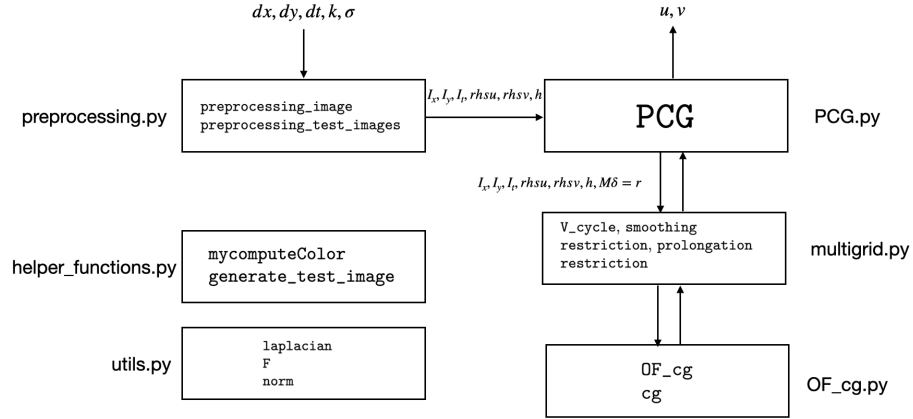 dx, dy, dt, k, σ
u, v
preprocessing.py
preprocessing_image
preprocessing_test_images
I_x, I_y, I_t, rhsu, rhsv, h
PCG
PCG.py
I_x, I_y, I_t, rhsu, rhsv, h, Mδ = r
helper_functions.py
mycomputeColor
generate_test_image
V_cycle, smoothing
restriction, prolongation
restriction
multigrid.py
utils.py
laplacian
F
norm
OF_cg
cg
OF_cg.py